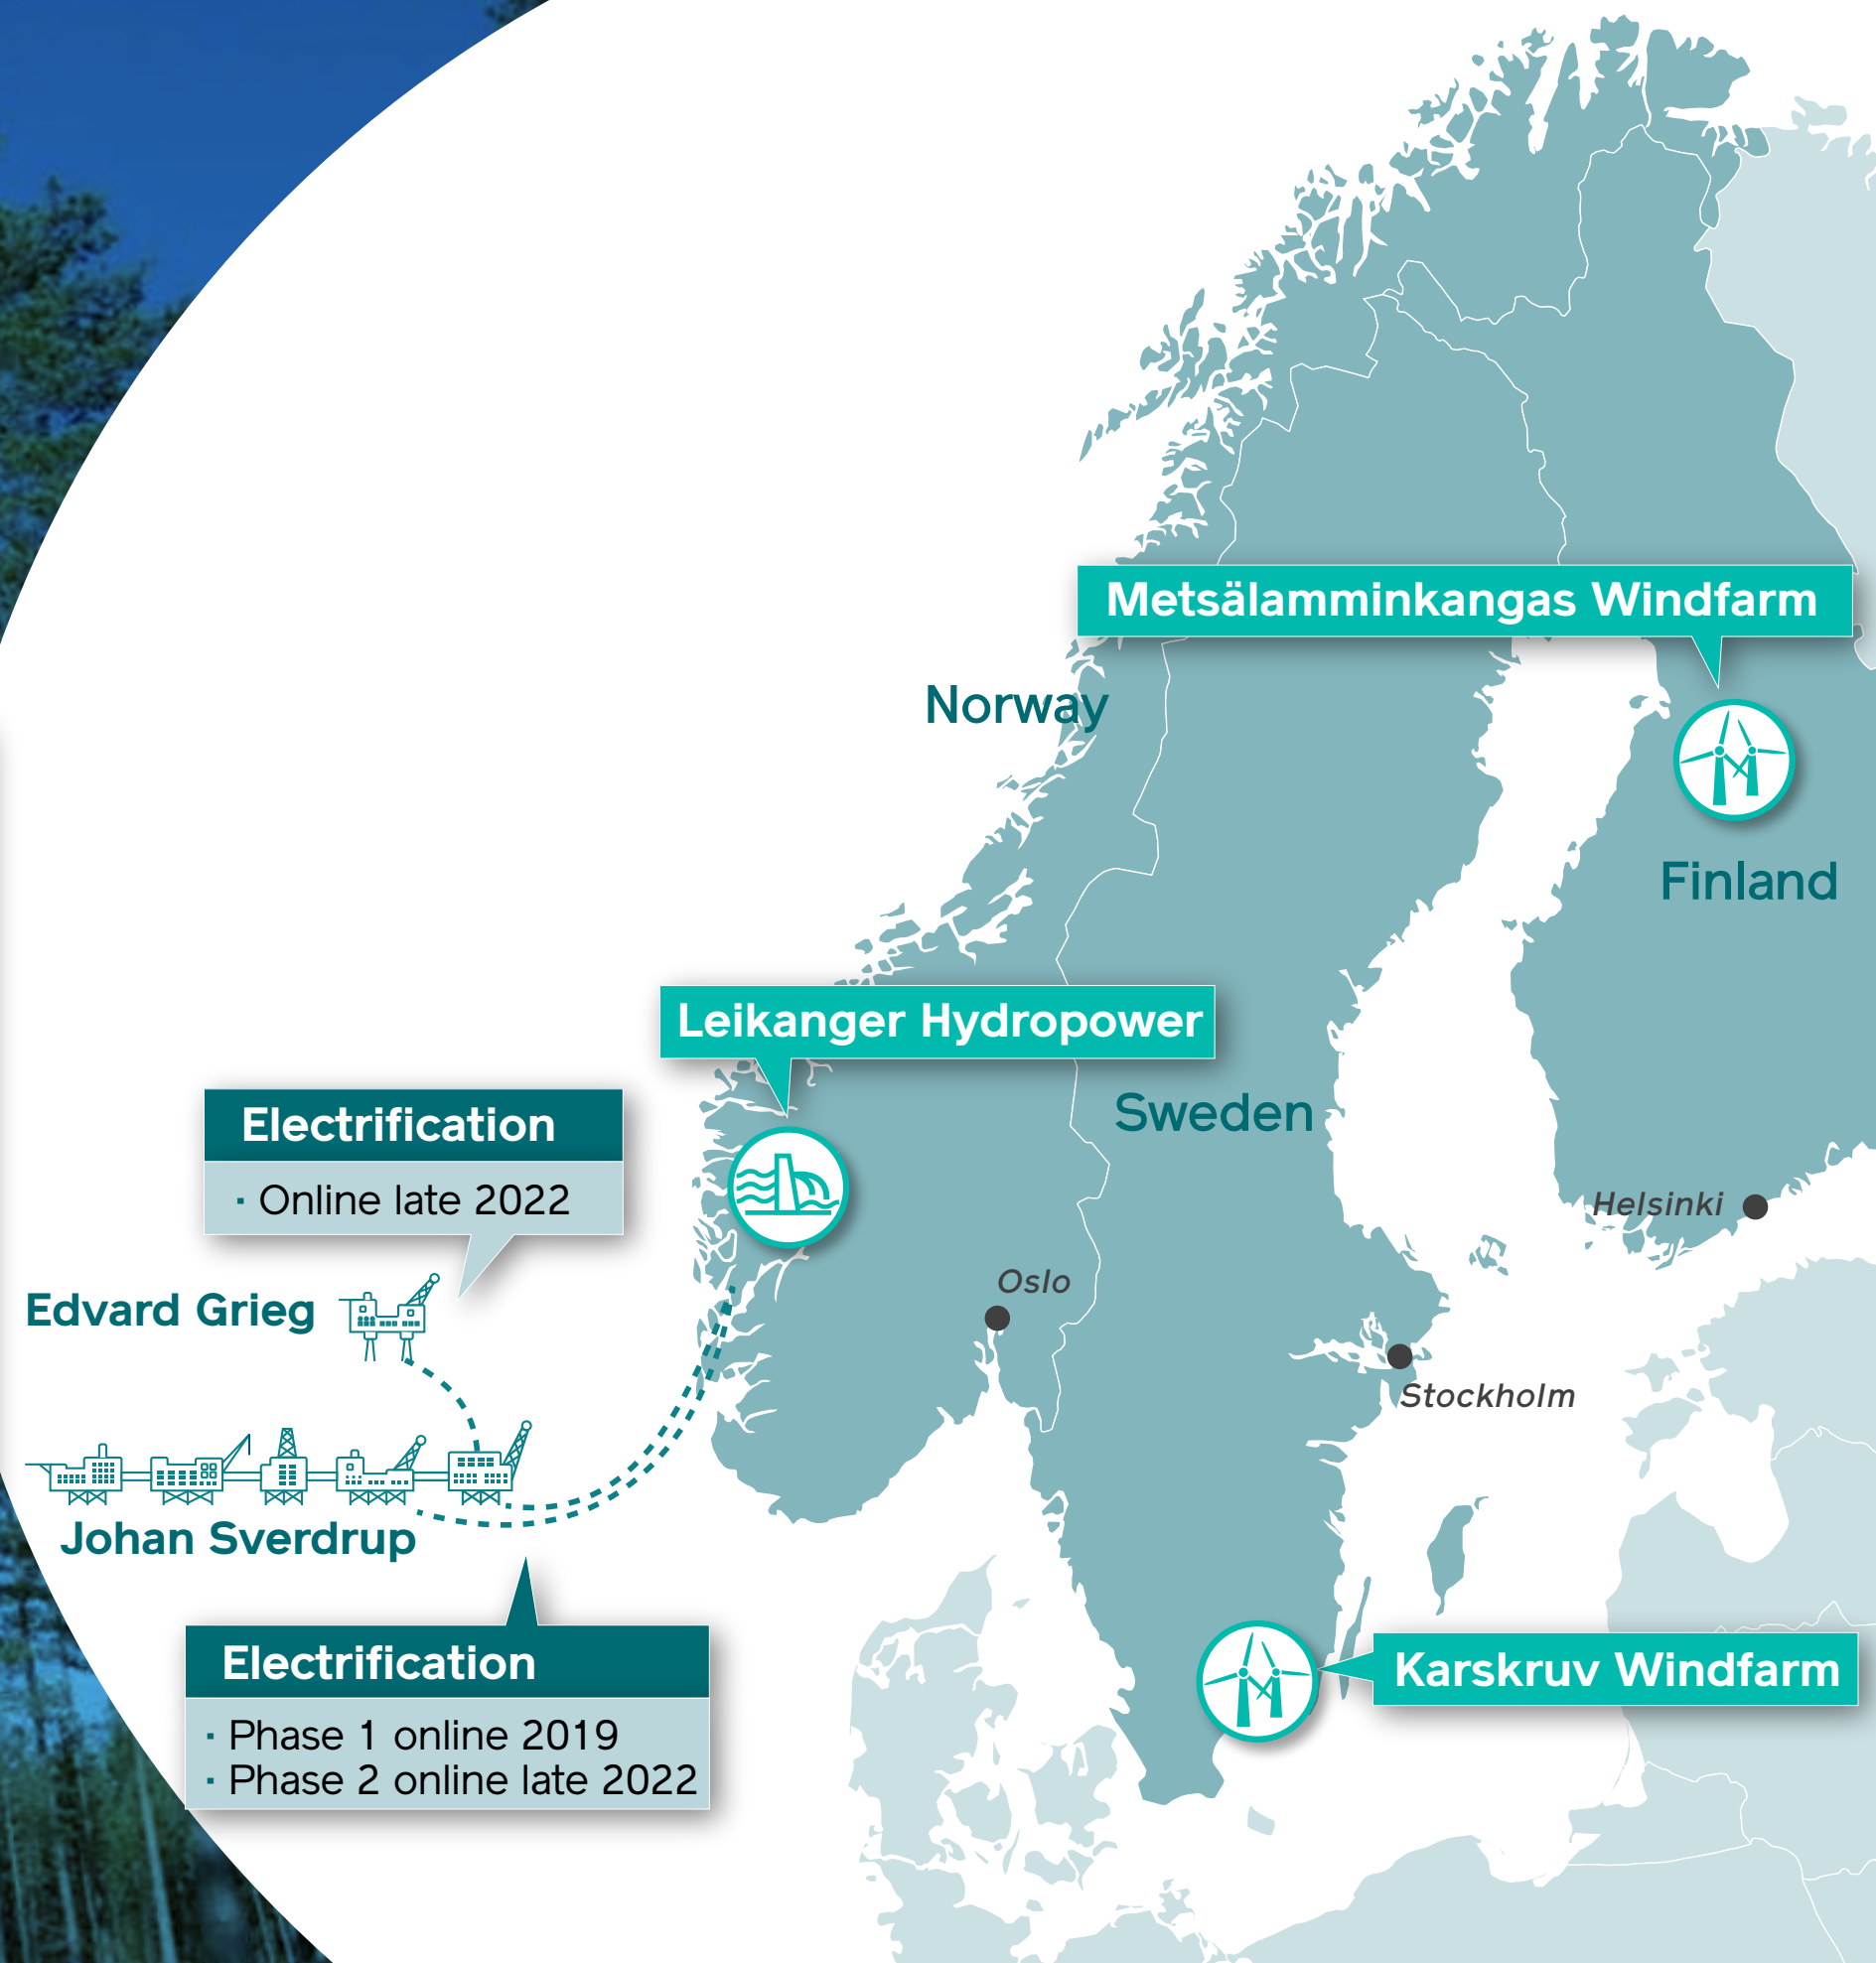 Metsälamminkangas Windfarm
Norway
Finland
Leikanger Hydropower
Sweden
Electrification
· Online late 2022
Helsinki
Oslo
Edvard Grieg
Stockholm
Johan Sverdrup
Electrification
· Phase 1 online 2019
· Phase 2 online late 2022
Karskruv Windfarm